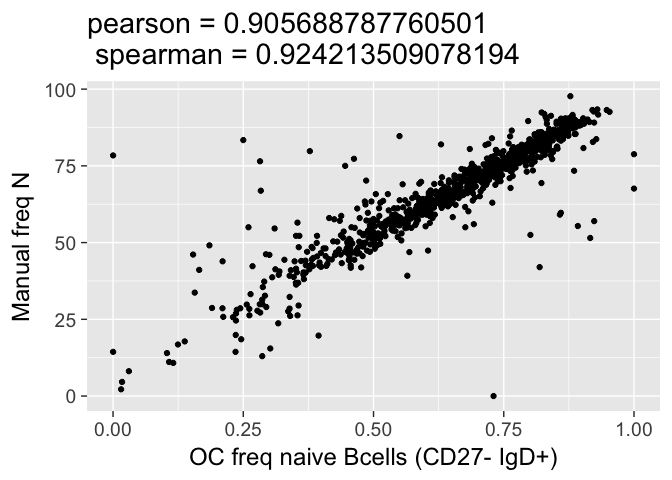 pearson = 0.905688787760501
spearman = 0.924213509078194
100
75
50
25
0
Manual freq N
0.00 0.25 0.50 0.75 1.00
OC freq naive Bcells (CD27- IgD+)